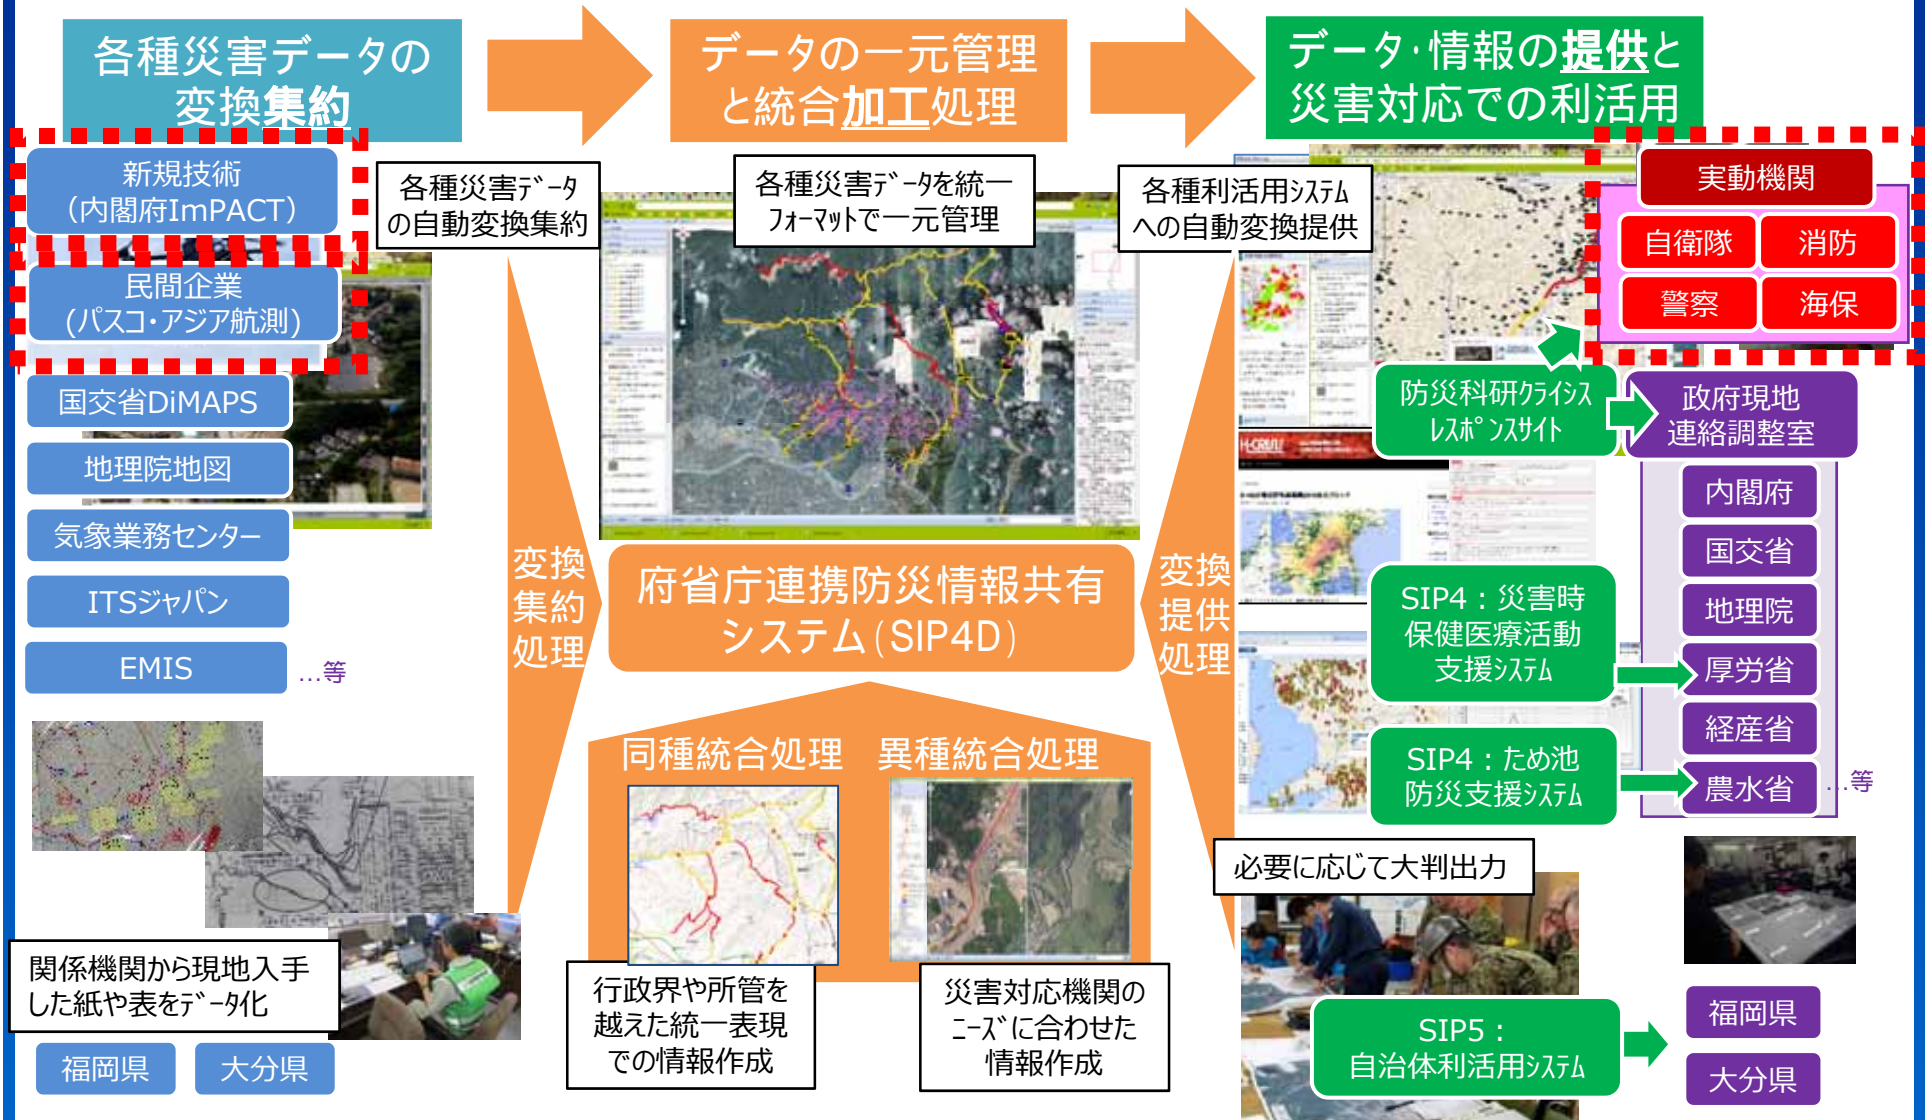 各種災害データの
変換集約
データの一元管理
と統合加工処理
データ・情報の提供と
災害対応での利活用
新規技術
（内閣府ImPACT）
民間企業
(パスコ・アジア航測)
国交省DiMAPS
地理院地図
気象業務センター
ITSジャパン
EMIS
…等
関係機関から現地入手
した紙や表をﾃﾞｰﾀ化
福岡県
大分県
各種災害ﾃﾞｰﾀ
の自動変換集約
変換
集約
処理
各種災害ﾃﾞｰﾀを統一
ﾌｫｰﾏｯﾄで一元管理
府省庁連携防災情報共有
システム(SIP4D)
同種統合処理
異種統合処理
行政界や所管を
越えた統一表現
での情報作成
災害対応機関の
ﾆｰｽﾞに合わせた
情報作成
各種利活用ｼｽﾃﾑ
への自動変換提供
変換
提供
処理
実動機関
自衛隊
消防
警察
海保
防災科研ｸﾗｲｼｽ
ﾚｽﾎﾟﾝｽｻｲﾄ
政府現地
連絡調整室
内閣府
国交省
地理院
厚労省
経産省
農水省
…等
SIP4：災害時
保健医療活動
支援ｼｽﾃﾑ
SIP4：ため池
防災支援ｼｽﾃﾑ
必要に応じて大判出力
SIP5：
自治体利活用ｼｽﾃﾑ
福岡県
大分県